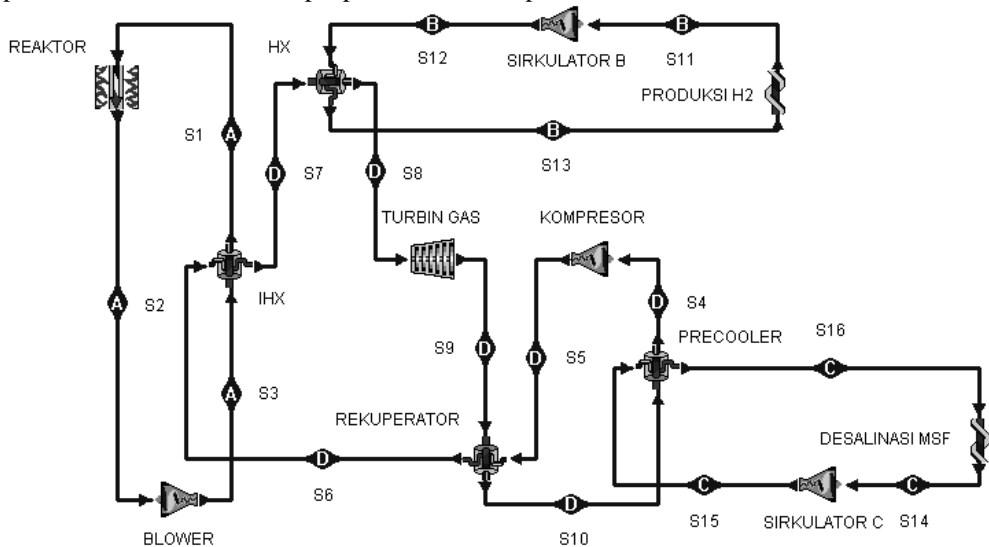 REAKTOR
HX
B
S12
SIRKULATOR B
B
S11
PRODUKSI H2
B
S13
A
S1
D
S7
D
S8
TURBIN GAS
KOMPRESOR
A
S2
IHX
D
S4
PRECOOLER
S16
C
S9
D
D
S5
A
S3
REKUPERATOR
DESALINASI MSF
D
S6
D
S10
C
S15
SIRKULATOR C
C
S14
BLOWER